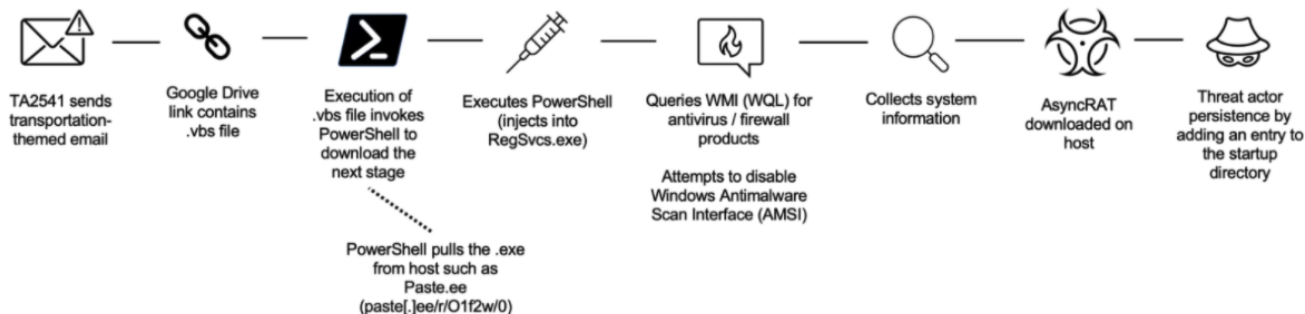 TA2541 sends
transportation-
themed email
Google Drive
link contains
.vbs file
Execution of
.vbs file invokes
PowerShell to
download the
next stage
PowerShell pulls the .exe
from host such as
Paste.ee
(paste[.]ee/r/O1f2w/0)
Executes PowerShell
(injects into
RegSvcs.exe)
Queries WMI (WQL) for
antivirus / firewall
products
Attempts to disable
Windows Antimalware
Scan Interface (AMSI)
Collects system
information
AsyncRAT
downloaded on
host
Threat actor
persistence by
adding an entry to
the startup
directory